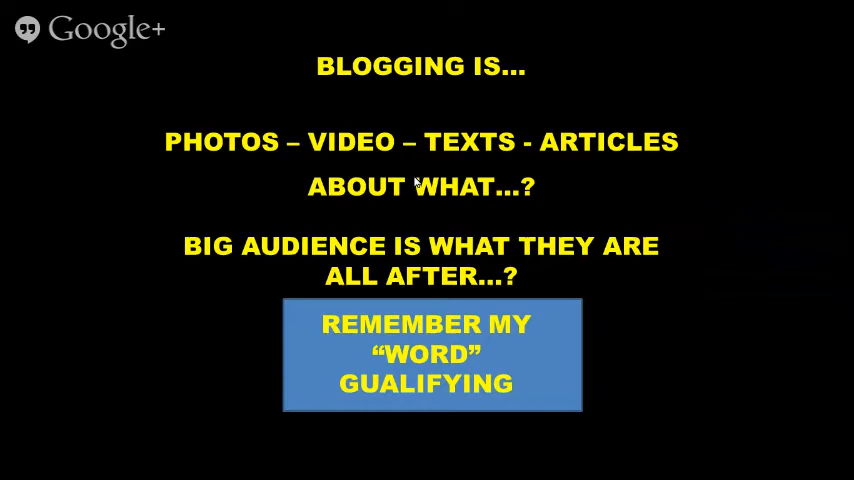 Google+
BLOGGING IS...
PHOTOS – VIDEO – TEXTS - ARTICLES
ABOUT WHAT...?
BIG AUDIENCE IS WHAT THEY ARE
ALL AFTER...?
REMEMBER MY
“WORD”
GUALIFYING